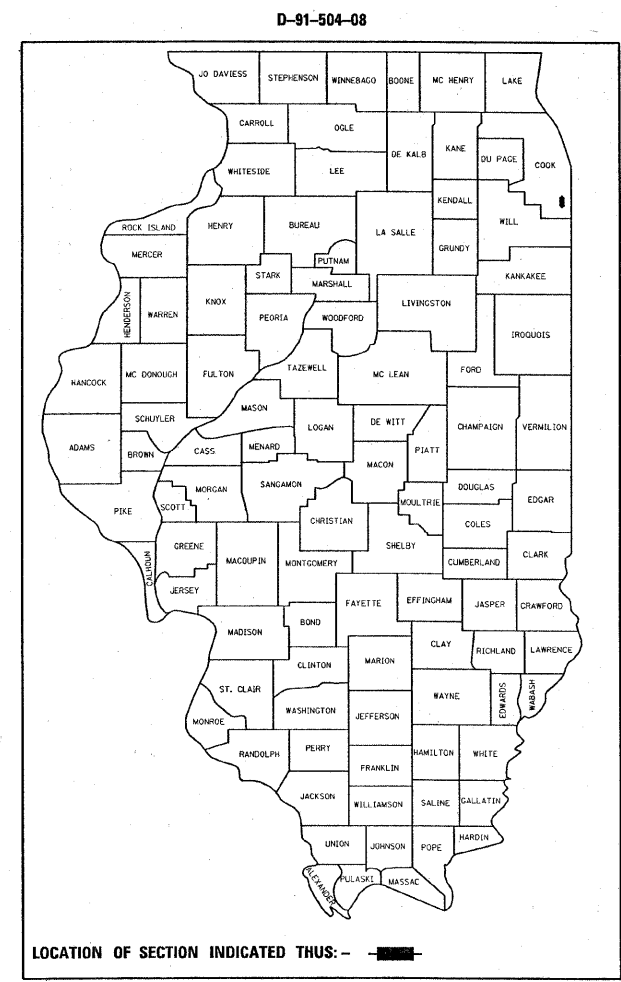 D-91-504-08
JO DAVIESS
STEPHENSON
WINNEBAGO
BOONE
MC HENRY
LAKE
CARROLL
OGLE
DE KALB
KANE
DU PAGE
COOK
WHITESIDE
LEE
KENDALL
WILL
ROCK ISLAND
HENRY
BUREAU
LA SALLE
GRUNDY
MERCER
PUTNAM
STARK
MARSHALL
KANKAKEE
HENDERSON
WARREN
KNOX
PEORIA
WOODFORD
LIVINGSTON
IROQUOIS
HANCOCK
MC DONOUGH
FULTON
TAZEWELL
MC LEAN
FORD
MASON
SCHUYLER
LOGAN
DE WITT
CHAMPAIGN
VERMILION
ADAMS
BROWN
CASS
MENARD
MACON
PIATT
MORGAN
SANGAMON
DOUGLAS
EDGAR
PIKE
SCOTT
CHRISTIAN
MOULTRIE
COLES
CALHOUN
GREENE
MACOUPIN
MONTGOMERY
SHELBY
CUMBERLAND
CLARK
JERSEY
FAYETTE
EFFINGHAM
JASPER
CRAWFORD
MADISON
BOND
CLAY
RICHLAND
LAWRENCE
CLINTON
MARION
ST. CLAIR
WAYNE
EDWARDS
WABASH
MONROE
WASHINGTON
JEFFERSON
RANDOLPH
PERRY
HAMILTON
WHITE
FRANKLIN
JACKSON
WILLIAMSON
SALINE
GALLATIN
UNION
JOHNSON
POPE
HARDIN
ALEXANDER
PULASKI
MASSAC
LOCATION OF SECTION INDICATED THUS: -